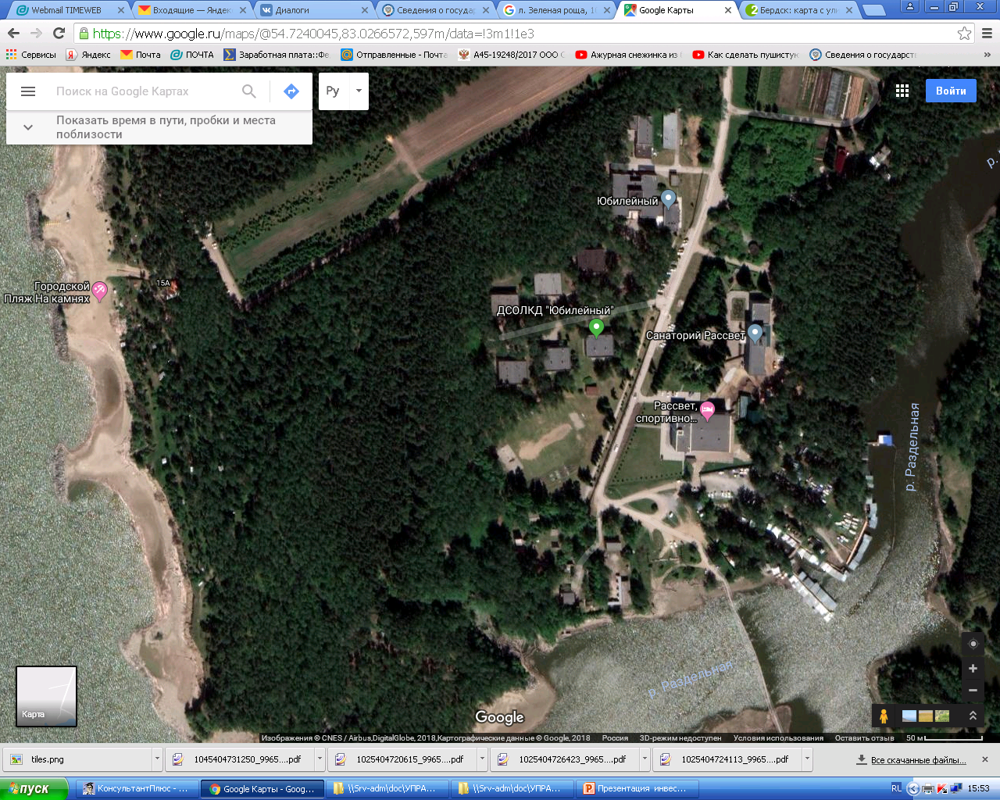 Webmail TIMEWEB
Входящие — Яндек
Диалоги
Сведения о государ
л. Зеленая роща, 1
Google Карты
Бердск: карта с ули
https://www.google.ru/maps/@54.7240045,83.0266572,597m/data=!3m1!1e3
Сервисы
Яндекс
Почта
ПОЧТА
Заработная плата::Фе
Отправленные - Почта
А45-19248/2017 ООО
Ажурная снежинка из
Как сделать пушистую
Сведения о государст
Поиск на Google Картах
Ру
Войти
Показать время в пути, пробки и места
поблизости
р.
Юбилейный
Городской
Пляж На камнях
15А
ДСОЛКД "Юбилейный"
Санаторий Рассвет
Рассвет,
спортивно...
р. Раздельная
р. Раздельная
Карта
Google
Изображения © CNES / Airbus,DigitalGlobe, 2018,Картографические данные © Google, 2018
Россия
3D-режим недоступен
Условия использования
Оставить отзыв
50 м
tiles.png
1045404731250_9965....pdf
1025404720615_9965....pdf
1025404726423_9965....pdf
1025404724113_9965....pdf
Все скачанные файлы...
пуск
КонсультантПлюс - ...
Google Карты - Goog...
\\Srv-adm\doc\УПРА...
\\Srv-adm\doc\УПРА...
Презентация инвес...
RL
15:53